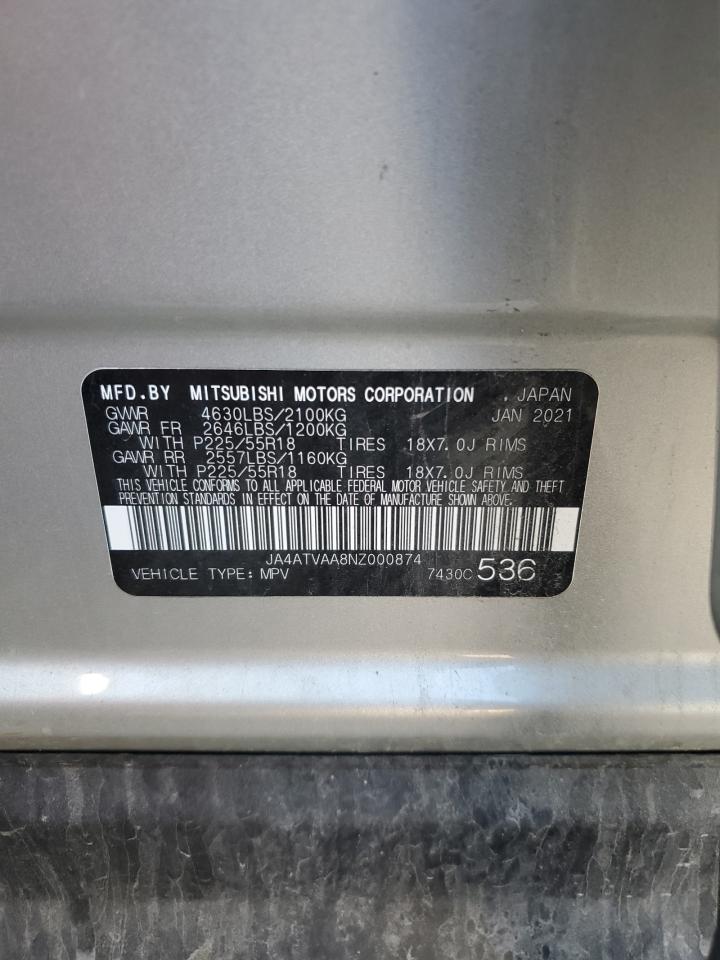 MFD.BY MITSUBISHI MOTORS CORPORATION , JAPAN
GVWR 4630LBS/2100KG JAN 2021
GAWR FR 2646LBS/1200KG
WITH P225/55R18 TIRES 18X7.0J RIMS
GAWR RR 2557LBS/1160KG
WITH P225/55R18 TIRES 18X7.0J RIMS
THIS VEHICLE CONFORMS TO ALL APPLICABLE FEDERAL MOTOR VEHICLE SAFETY AND THEFT
PREVENTION STANDARDS IN EFFECT ON THE DATE OF MANUFACTURE SHOWN ABOVE.
JA4ATVAA8NZ000874
VEHICLE TYPE:MPV 7430C 536